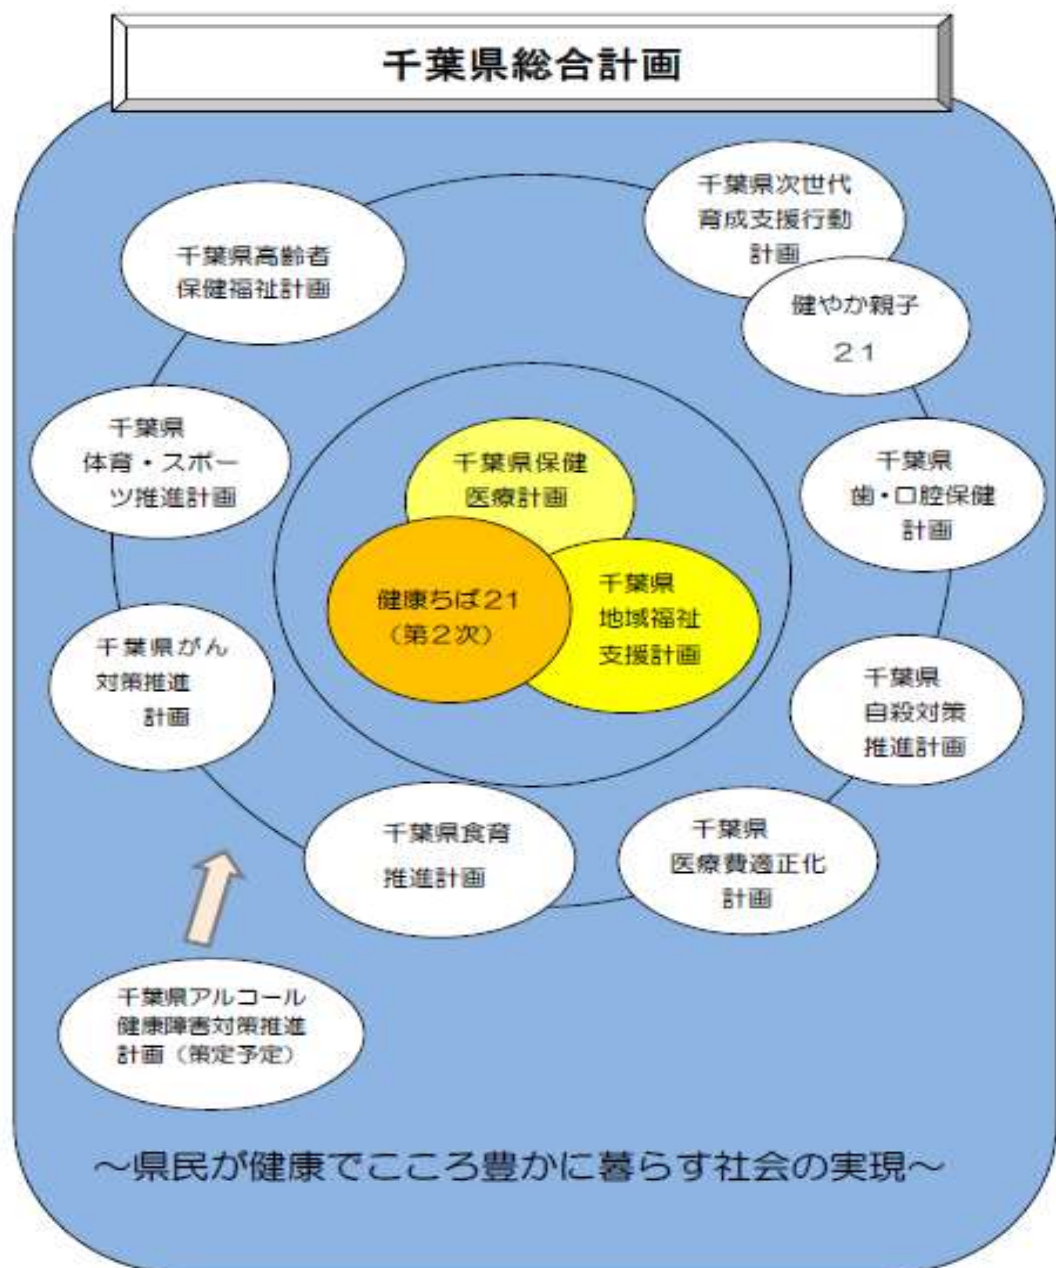 千葉県総合計画
千葉県次世代
育成支援行動
計画
健やか親子
２１
千葉県高齢者
保健福祉計画
千葉県
体育・スポー
ツ推進計画
千葉県保健
医療計画
千葉県
歯・口腔保健
計画
健康ちば２１
（第２次）
千葉県
地域福祉
支援計画
千葉県がん
対策推進
計画
千葉県
自殺対策
推進計画
千葉県食育
推進計画
千葉県
医療費適正化
計画
千葉県アルコール
健康障害対策推進
計画（策定予定）
～県民が健康でこころ豊かに暮らす社会の実現～